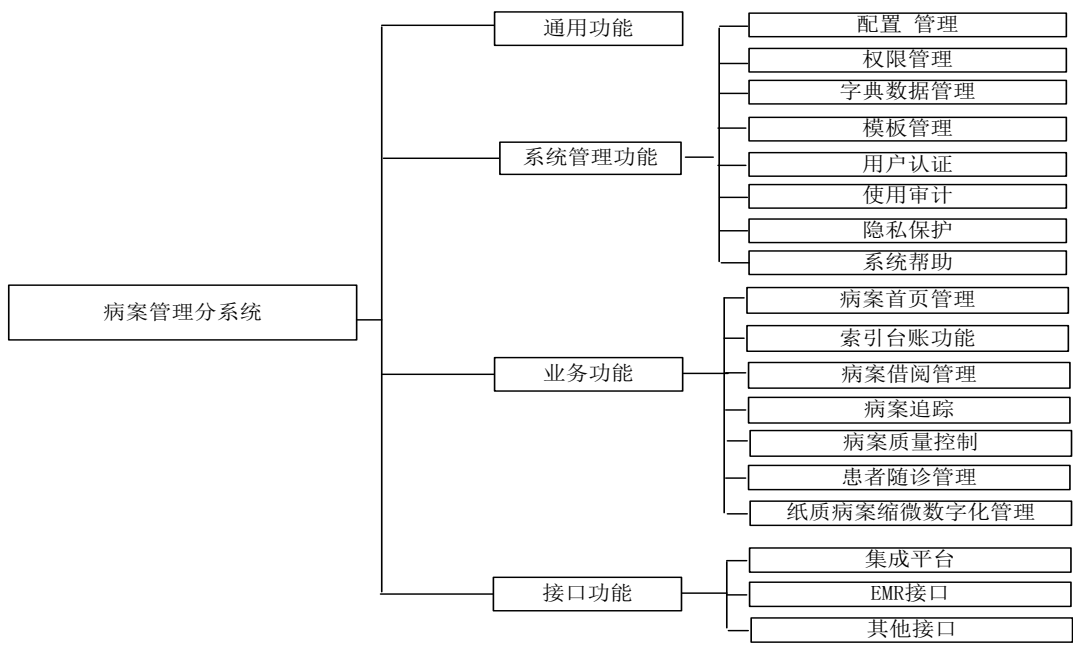 通用功能
配置 管理
权限管理
字典数据管理
模板管理
系统管理功能
用户认证
使用审计
隐私保护
系统帮助
病案管理分系统
病案首页管理
索引台账功能
业务功能
病案借阅管理
病案追踪
病案质量控制
患者随诊管理
纸质病案缩微数字化管理
集成平台
接口功能
EMR接口
其他接口